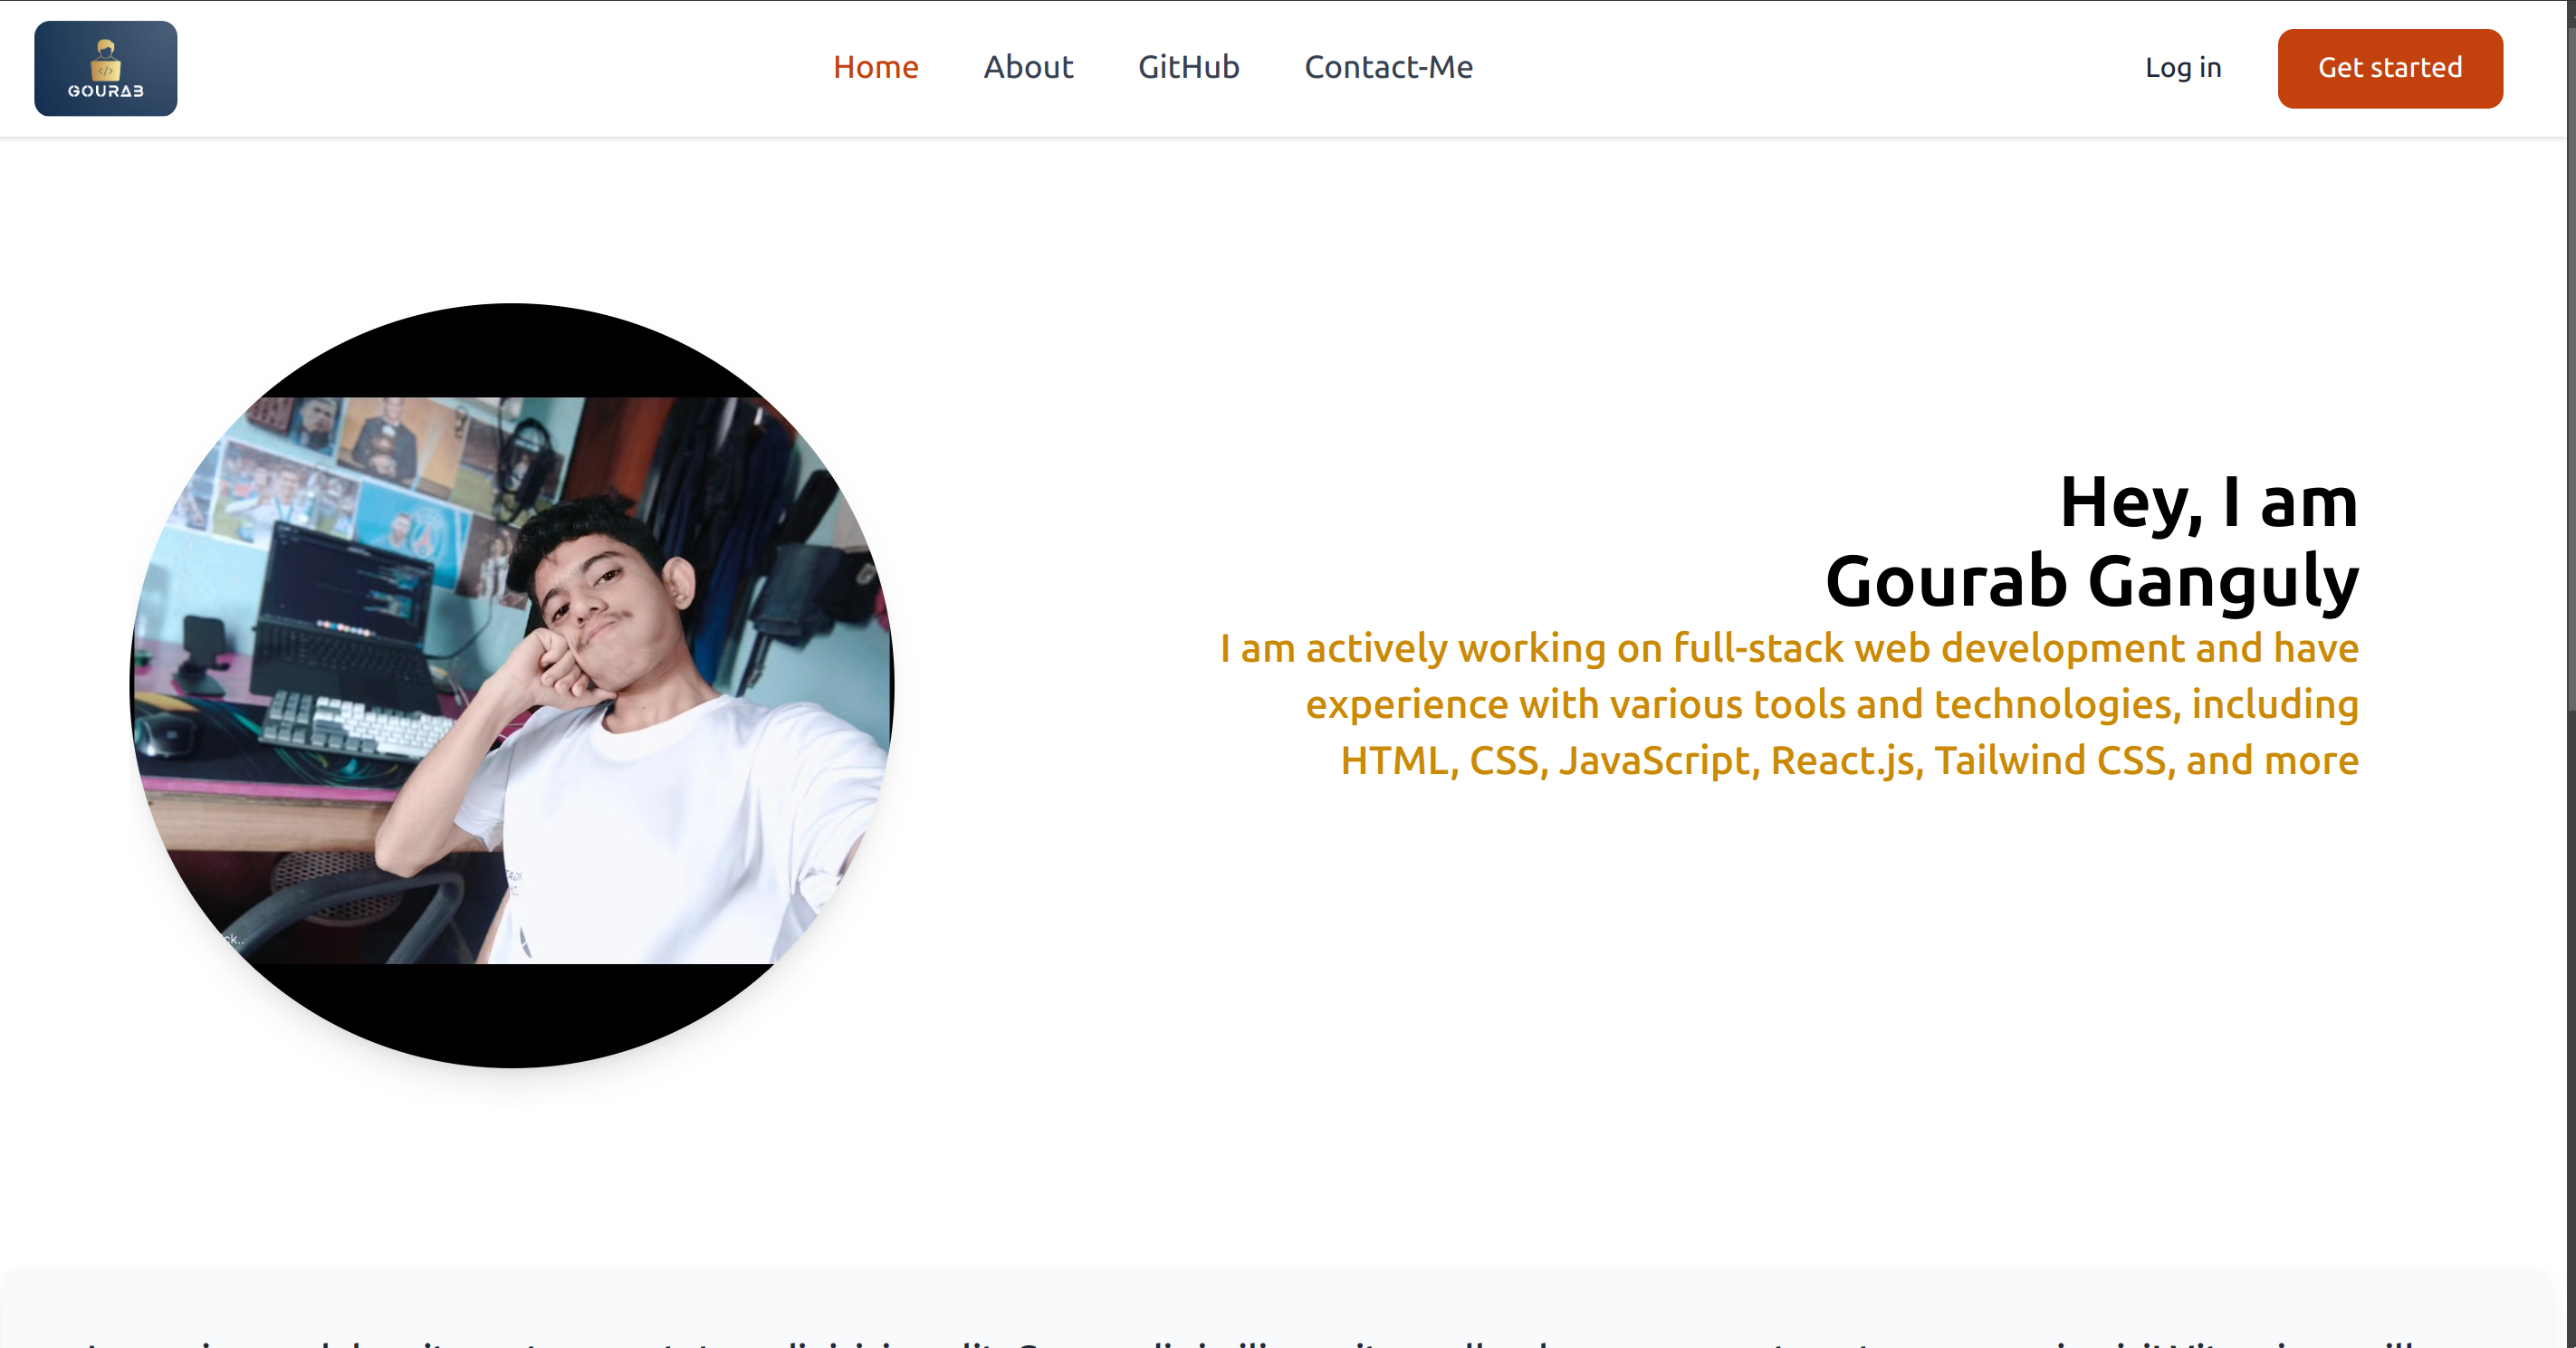 GOURAB
Home About GitHub Contact-Me Log in Get started
Hey, I am
Gourab Ganguly
I am actively working on full-stack web development and have
experience with various tools and technologies, including
HTML, CSS, JavaScript, React.js, Tailwind CSS, and more
ck..